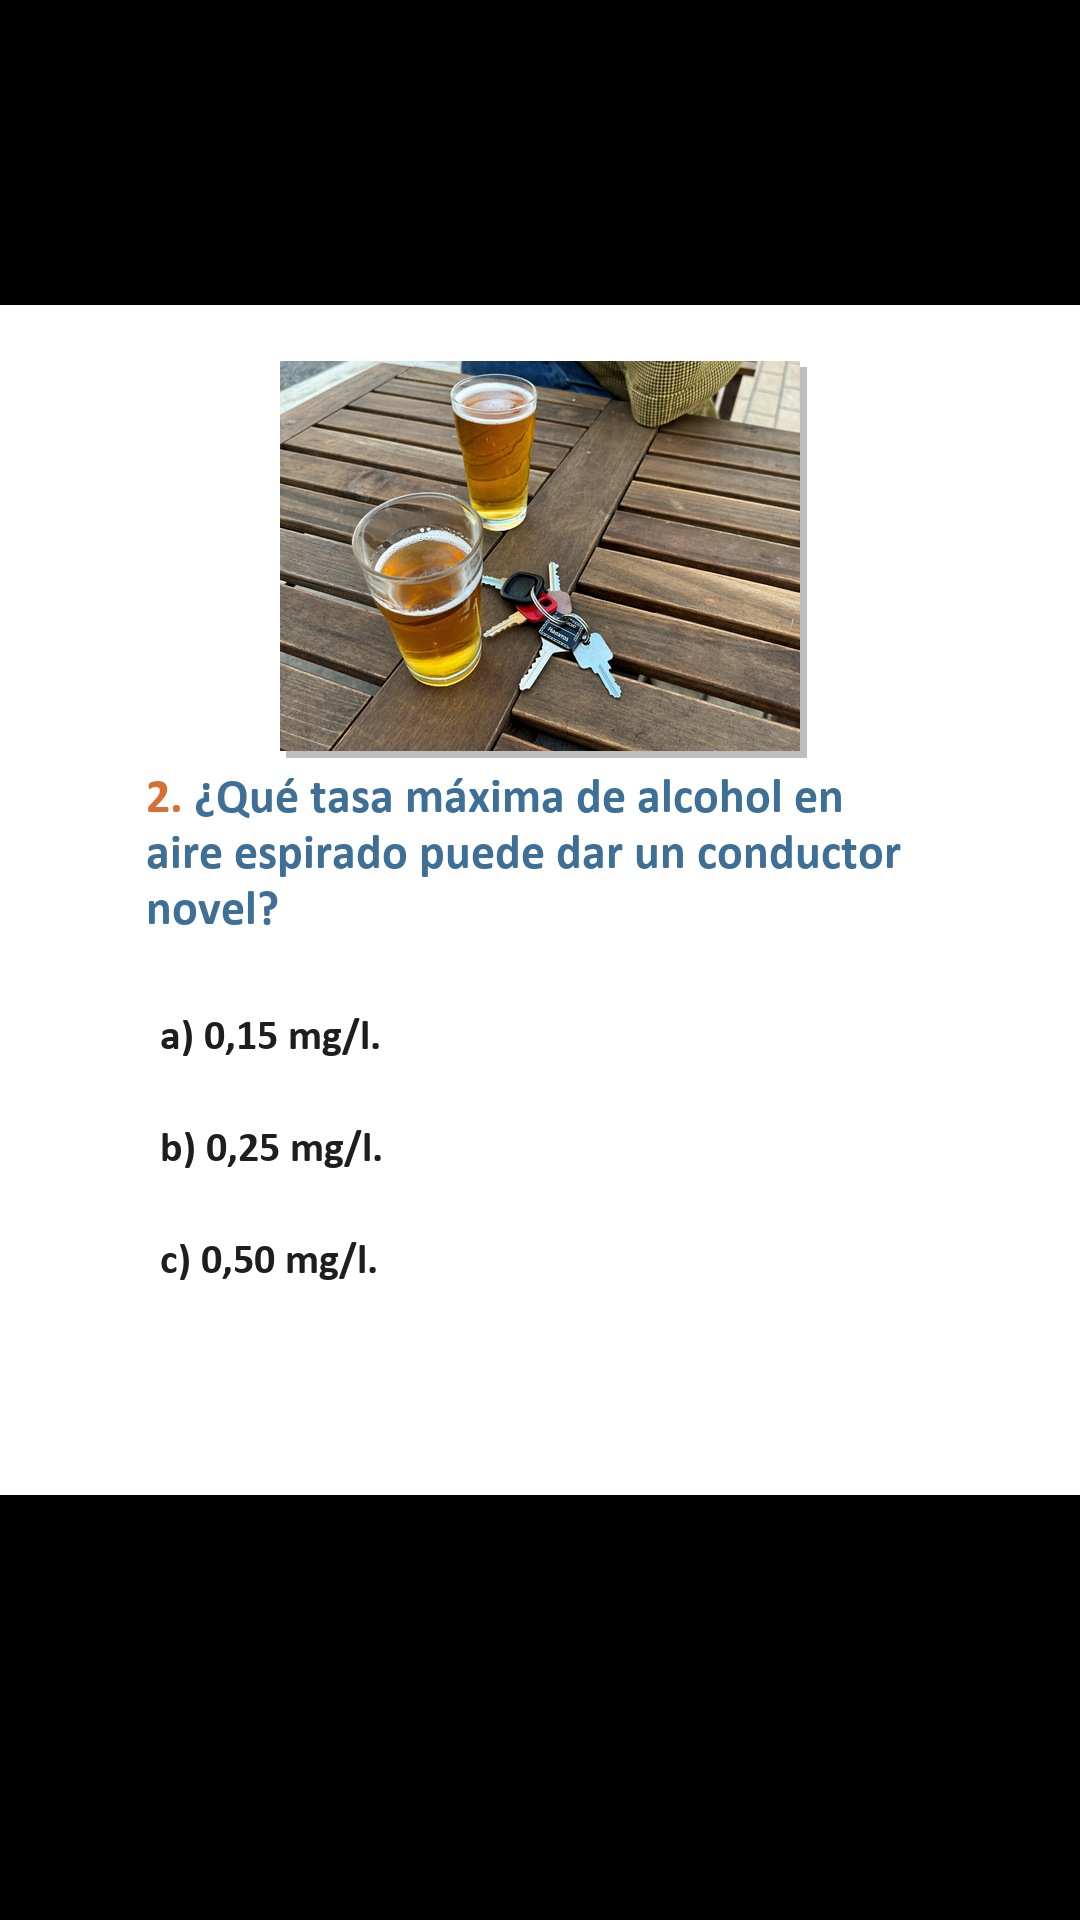 2. ¿Qué tasa máxima de alcohol en
aire espirado puede dar un conductor
novel?
a) 0,15 mg/l.
b) 0,25 mg/l.
c) 0,50 mg/l.